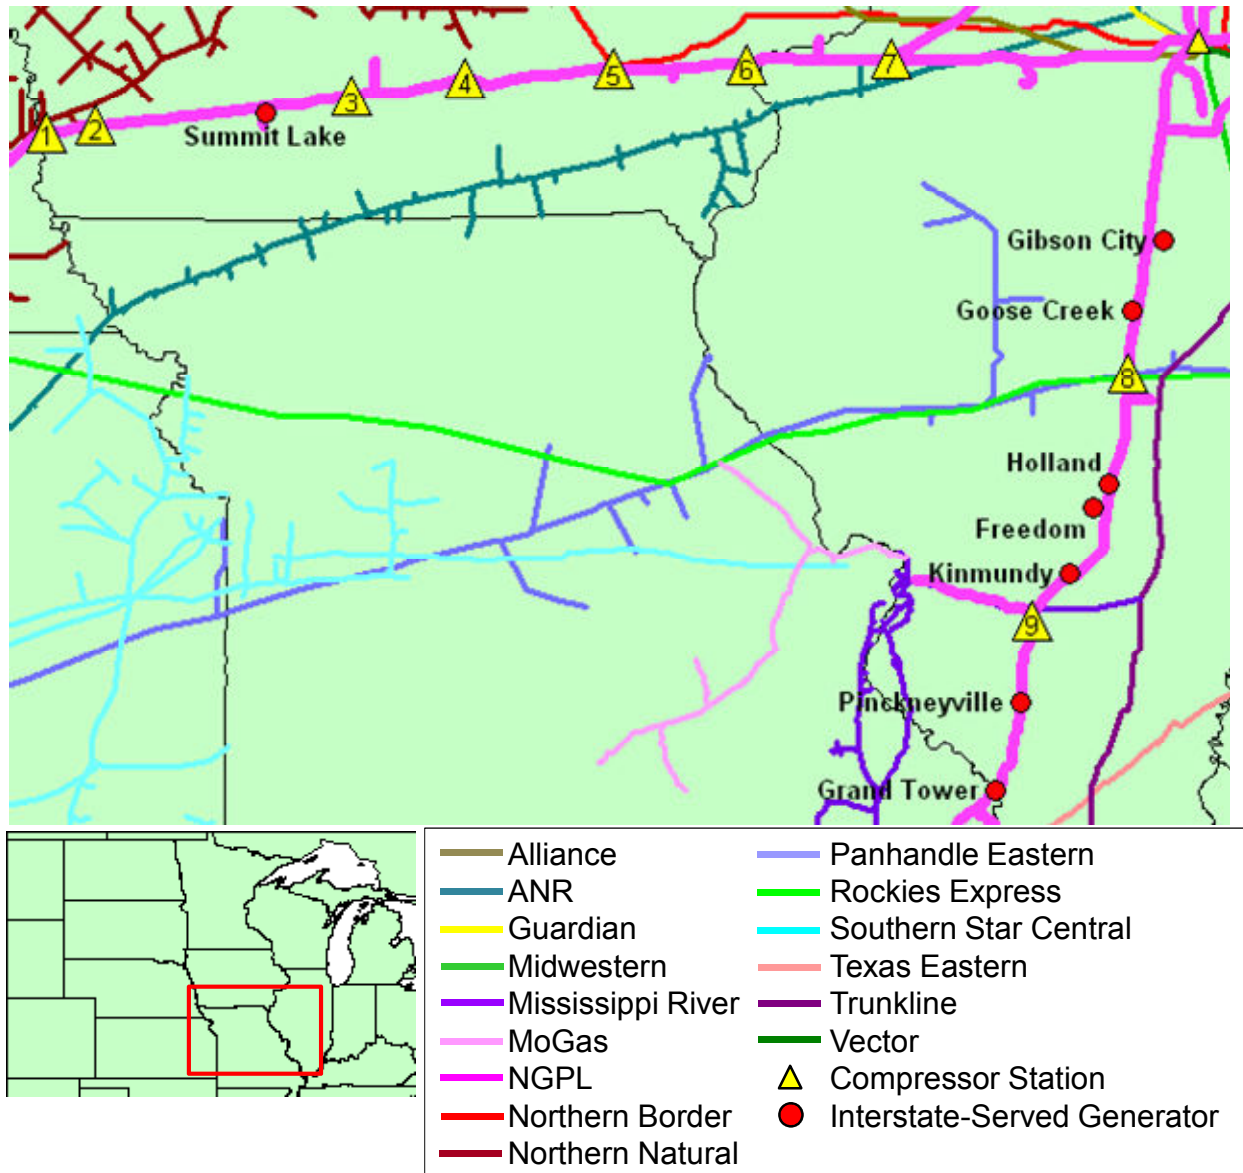 1
2
3
4
5
6
7
Summit Lake
Gibson City
Goose Creek
8
Holland
Freedom
Kinmundy
9
Pinckneyville
Grand Tower
Alliance
ANR
Guardian
Midwestern
Mississippi River
MoGas
NGPL
Northern Border
Northern Natural
Panhandle Eastern
Rockies Express
Southern Star Central
Texas Eastern
Trunkline
Vector
Compressor Station
Interstate-Served Generator